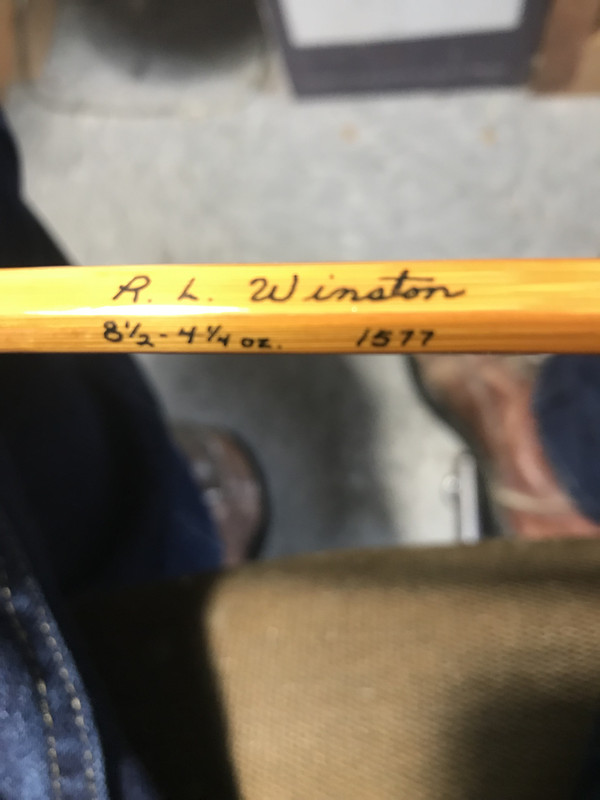 R. L. Winston
8½ - 4¼ oz. 1577